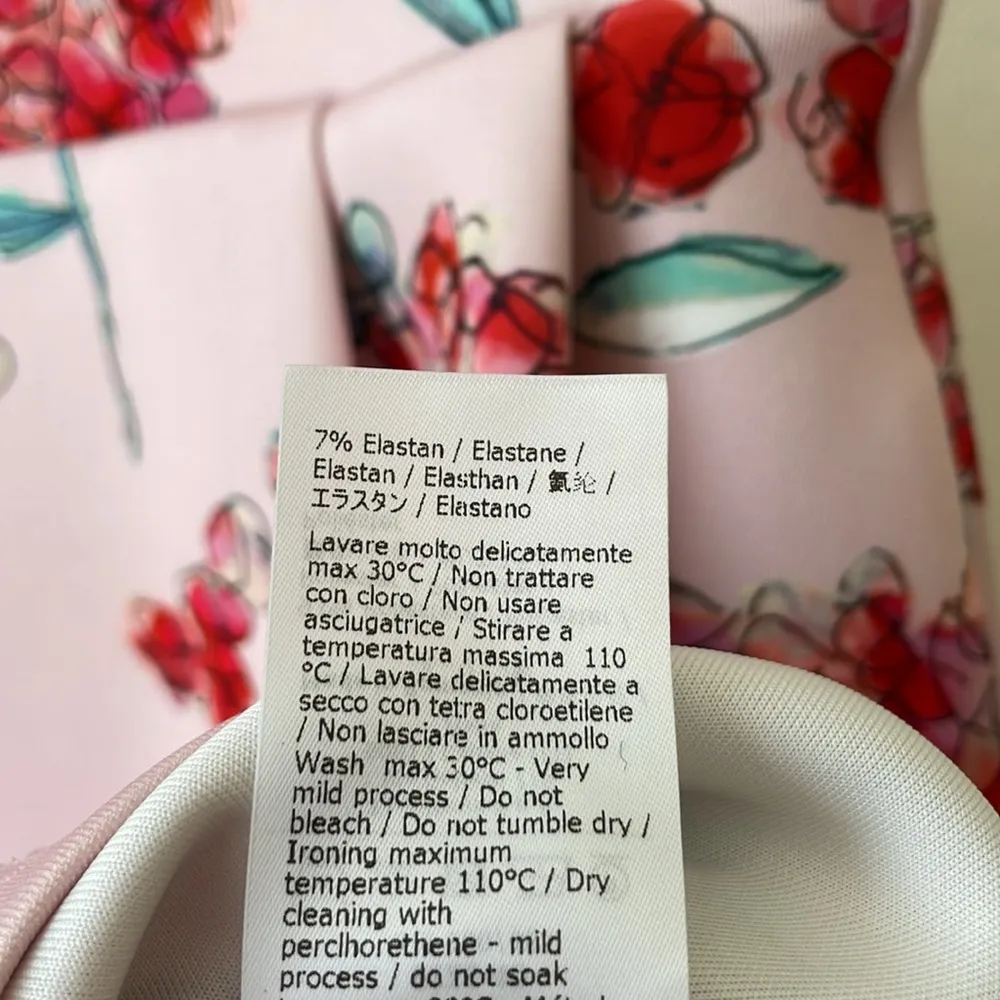 7% Elastan / Elastane /
Elastan / Elasthan / 氨纶 /
エラスタン / Elastano
Lavare molto delicatamente
max 30°C / Non trattare
con cloro / Non usare
asciugatrice / Stirare a
temperatura massima 110
°C / Lavare delicatamente a
secco con tetra cloroetilene
/ Non lasciare in ammollo
Wash max 30°C - Very
mild process / Do not
bleach / Do not tumble dry /
Ironing maximum
temperature 110°C / Dry
cleaning with
perclhorethene - mild
process / do not soak